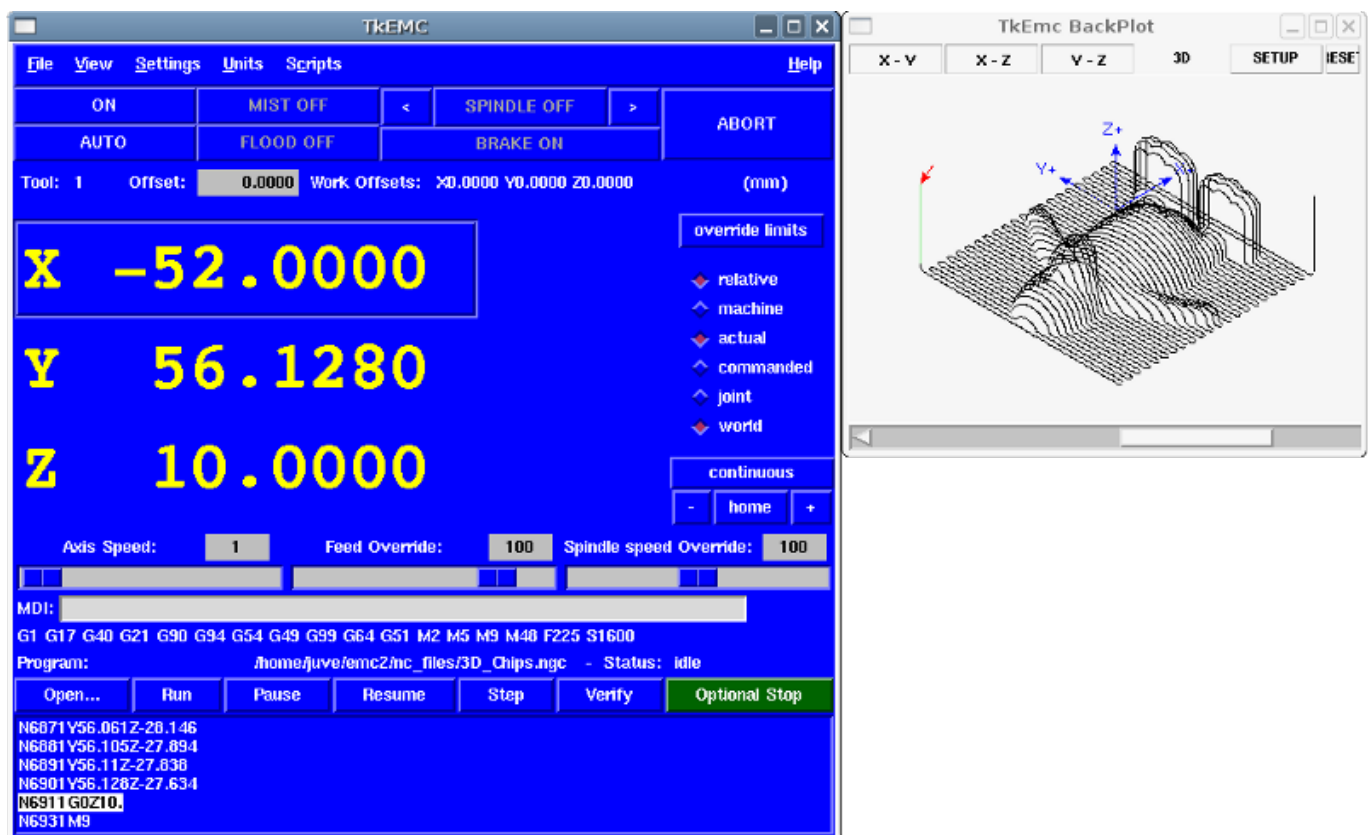 TkEMC
File View Settings Units Scripts Help
ON MIST OFF < SPINDLE OFF > ABORT
AUTO FLOOD OFF BRAKE ON
Tool: 1 Offset: 0.0000 Work Offsets: X0.0000 Y0.0000 Z0.0000 (mm)
override limits
X -52.0000
relative
machine
actual
Y 56.1280
commanded
joint
world
Z 10.0000
continuous
- home +
Axis Speed: 1 Feed Override: 100 Spindle speed Override: 100
MDI:
G1 G17 G40 G21 G90 G94 G54 G49 G99 G64 G51 M2 M5 M9 M48 F225 S1600
Program: /home/juve/emc2/nc_files/3D_Chips.ngc - Status: idle
Open... Run Pause Resume Step Verify Optional Stop
N6871Y56.061Z-28.146
N6881Y56.105Z-27.894
N6891Y56.11Z-27.838
N6901Y56.128Z-27.634
N6911G0Z10.
N6931M9
TkEmc BackPlot
X - Y X - Z Y - Z 3D SETUP RESET
Z+
Y+ X+